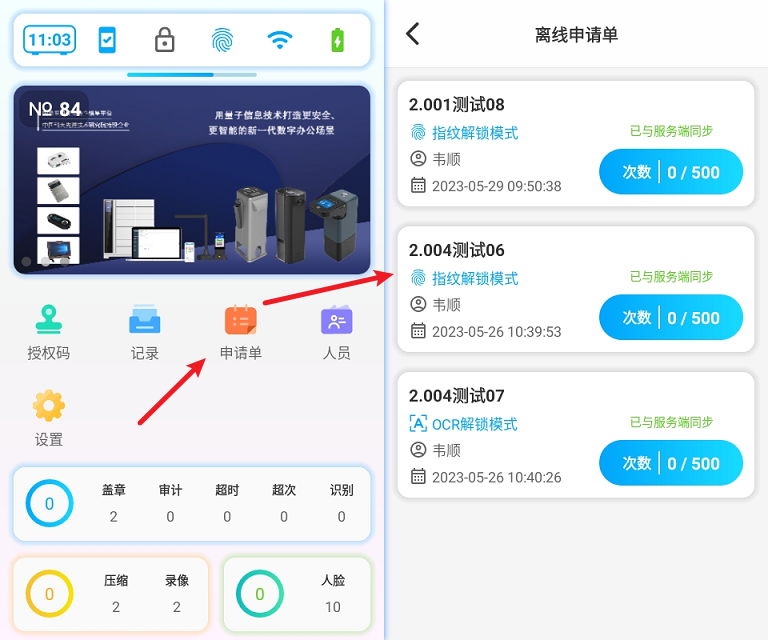 11:03
№ 84
用量子信息技术打造更安全、
更智能的新一代数字办公场景
授权码
记录
申请单
人员
设置
0
盖章
审计
超时
超次
识别
2
0
0
0
0
0
压缩
录像
2
2
0
人脸
10
离线申请单
2.001测试08
指纹解锁模式
已与服务端同步
韦顺
次数 0 / 500
2023-05-29 09:50:38
2.004测试06
指纹解锁模式
已与服务端同步
韦顺
次数 0 / 500
2023-05-26 10:39:53
2.004测试07
OCR解锁模式
已与服务端同步
韦顺
次数 0 / 500
2023-05-26 10:40:26